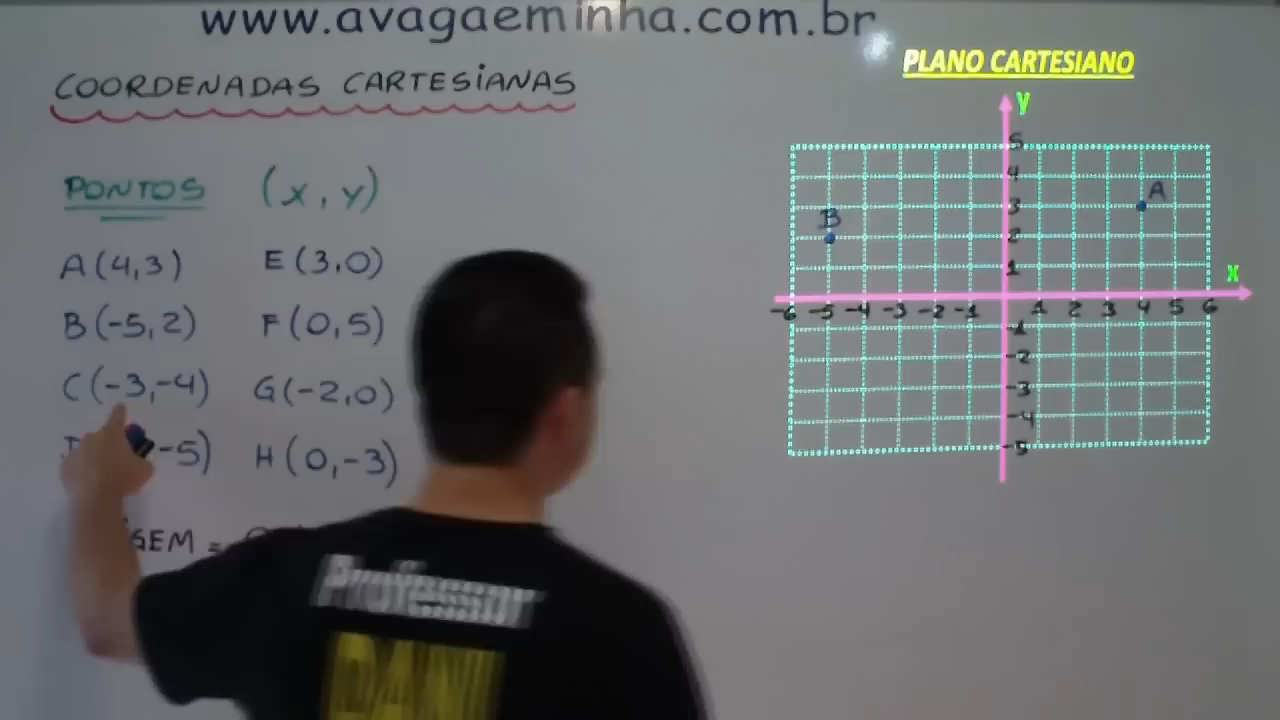 www.avagaeminha.com.br
COORDENADAS CARTESIANAS
PONTOS (x, y)
A(4,3) E(3,0)
B(-5,2) F(0,5)
C(-3,-4) G(-2,0)
-5) H(0,-3)
GEM =
PLANO CARTESIANO
y
5
4
A
3
B
2
1
x
-6 -5 -4 -3 -2 -1 1 2 3 4 5 6
-1
-2
-3
-4
-5
Professor